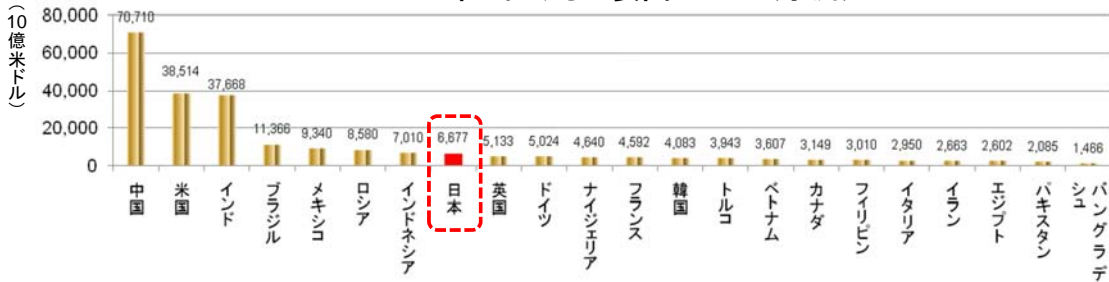 (10億米ドル)
80,000
60,000
40,000
20,000
0
70,710
38,514
37,668
11,366
9,340
8,580
7,010
6,677
5,133
5,024
4,640
4,592
4,083
3,943
3,607
3,149
3,010
2,950
2,663
2,602
2,085
1,466
中国
米国
インド
ブラジル
メキシコ
ロシア
インドネシア
日本
英国
ドイツ
ナイジェリア
フランス
韓国
トルコ
ベトナム
カナダ
フィリピン
イタリア
イラン
エジプト
パキスタン
バングラデ
シュ